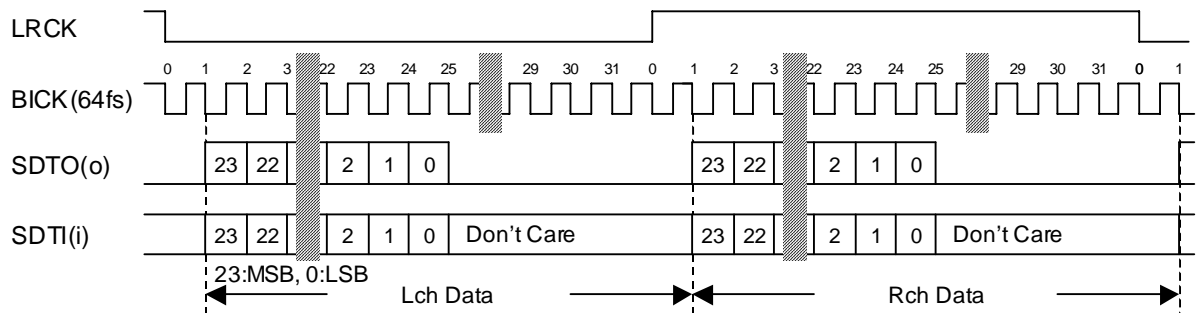 LRCK
0 1 2 3 22 23 24 25 29 30 31 0 1 2 3 22 23 24 25 29 30 31 0 1
BICK(64fs)
SDTO(o) 23 22 2 1 0 23 22 2 1 0
SDTI(i) 23 22 2 1 0 Don't Care 23 22 2 1 0 Don't Care
23:MSB, 0:LSB
Lch Data Rch Data